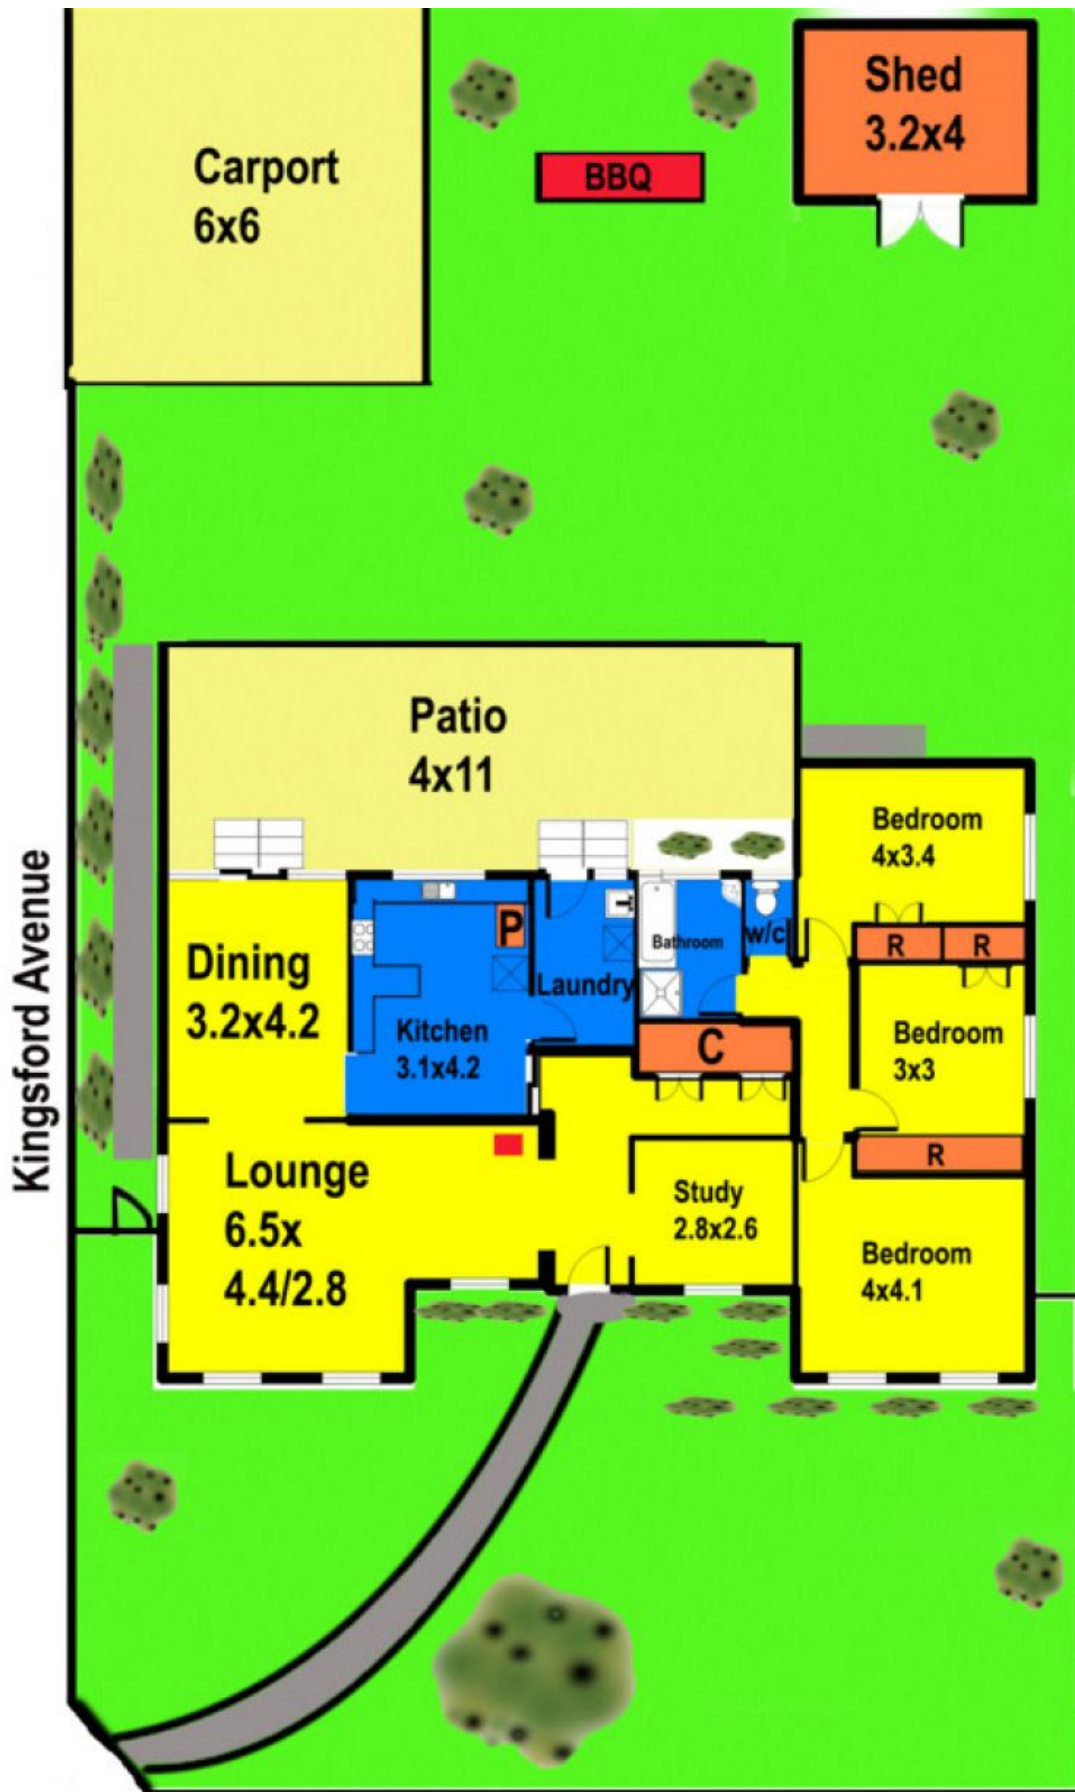 Carport
6x6
BBQ
Shed
3.2x4
Kingsford Avenue
Patio
4x11
Bedroom
4x3.4
R
R
Dining
3.2x4.2
P
Kitchen
3.1x4.2
Laundry
Bathroom
w/c
C
Bedroom
3x3
R
Lounge
6.5x
4.4/2.8
Study
2.8x2.6
Bedroom
4x4.1